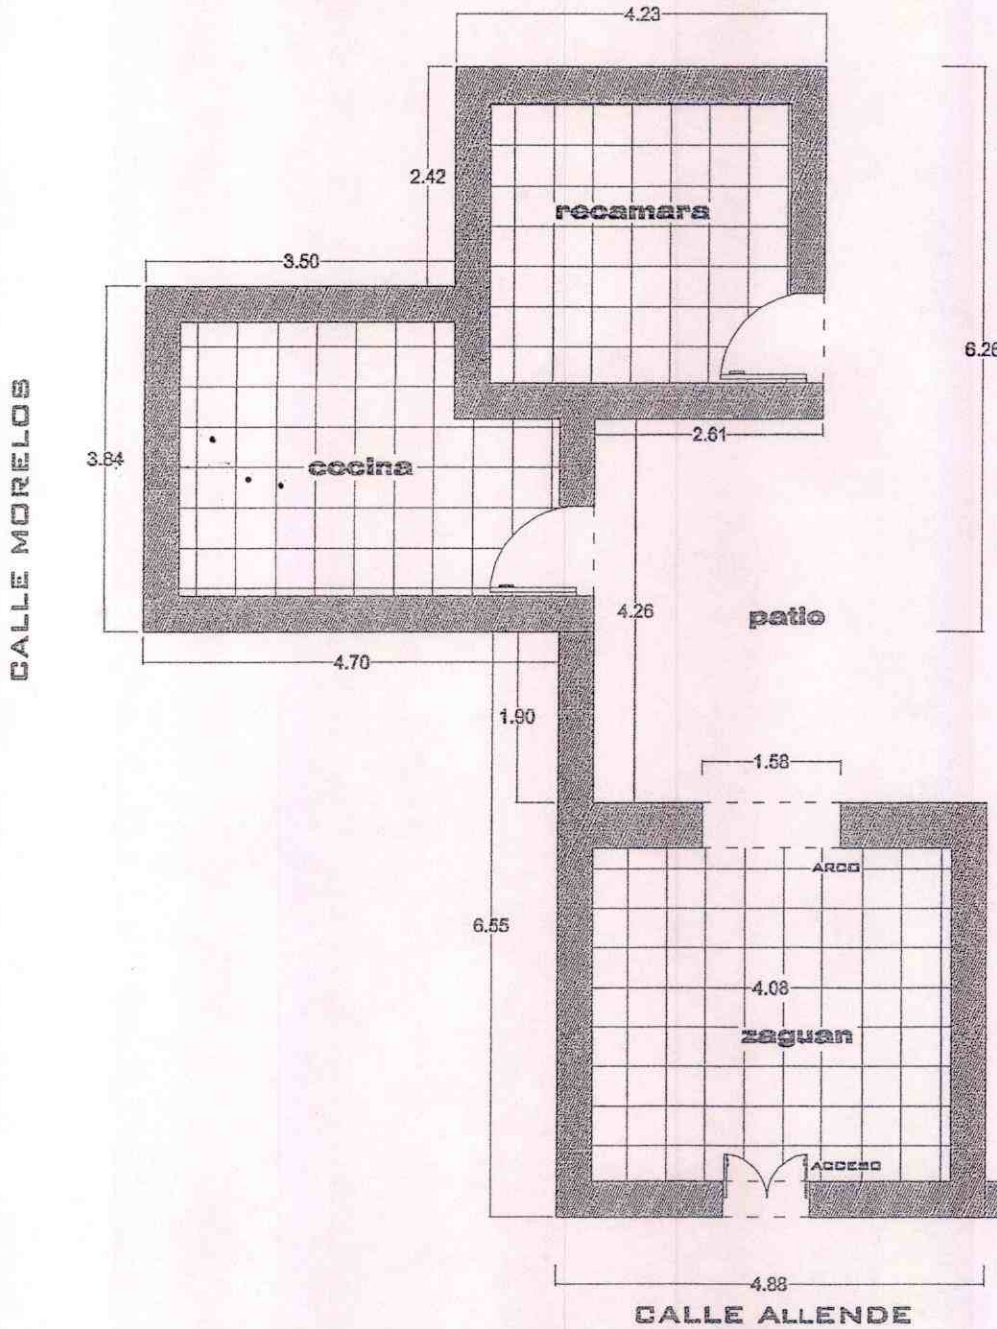 4.23
2.42
recamara
3.50
6.26
CALLE MORELOS
3.84
cocina
2.61
4.26
patio
4.70
1.90
1.58
ARCO
6.55
4.08
zaguan
ACCESO
4.88
CALLE ALLENDE